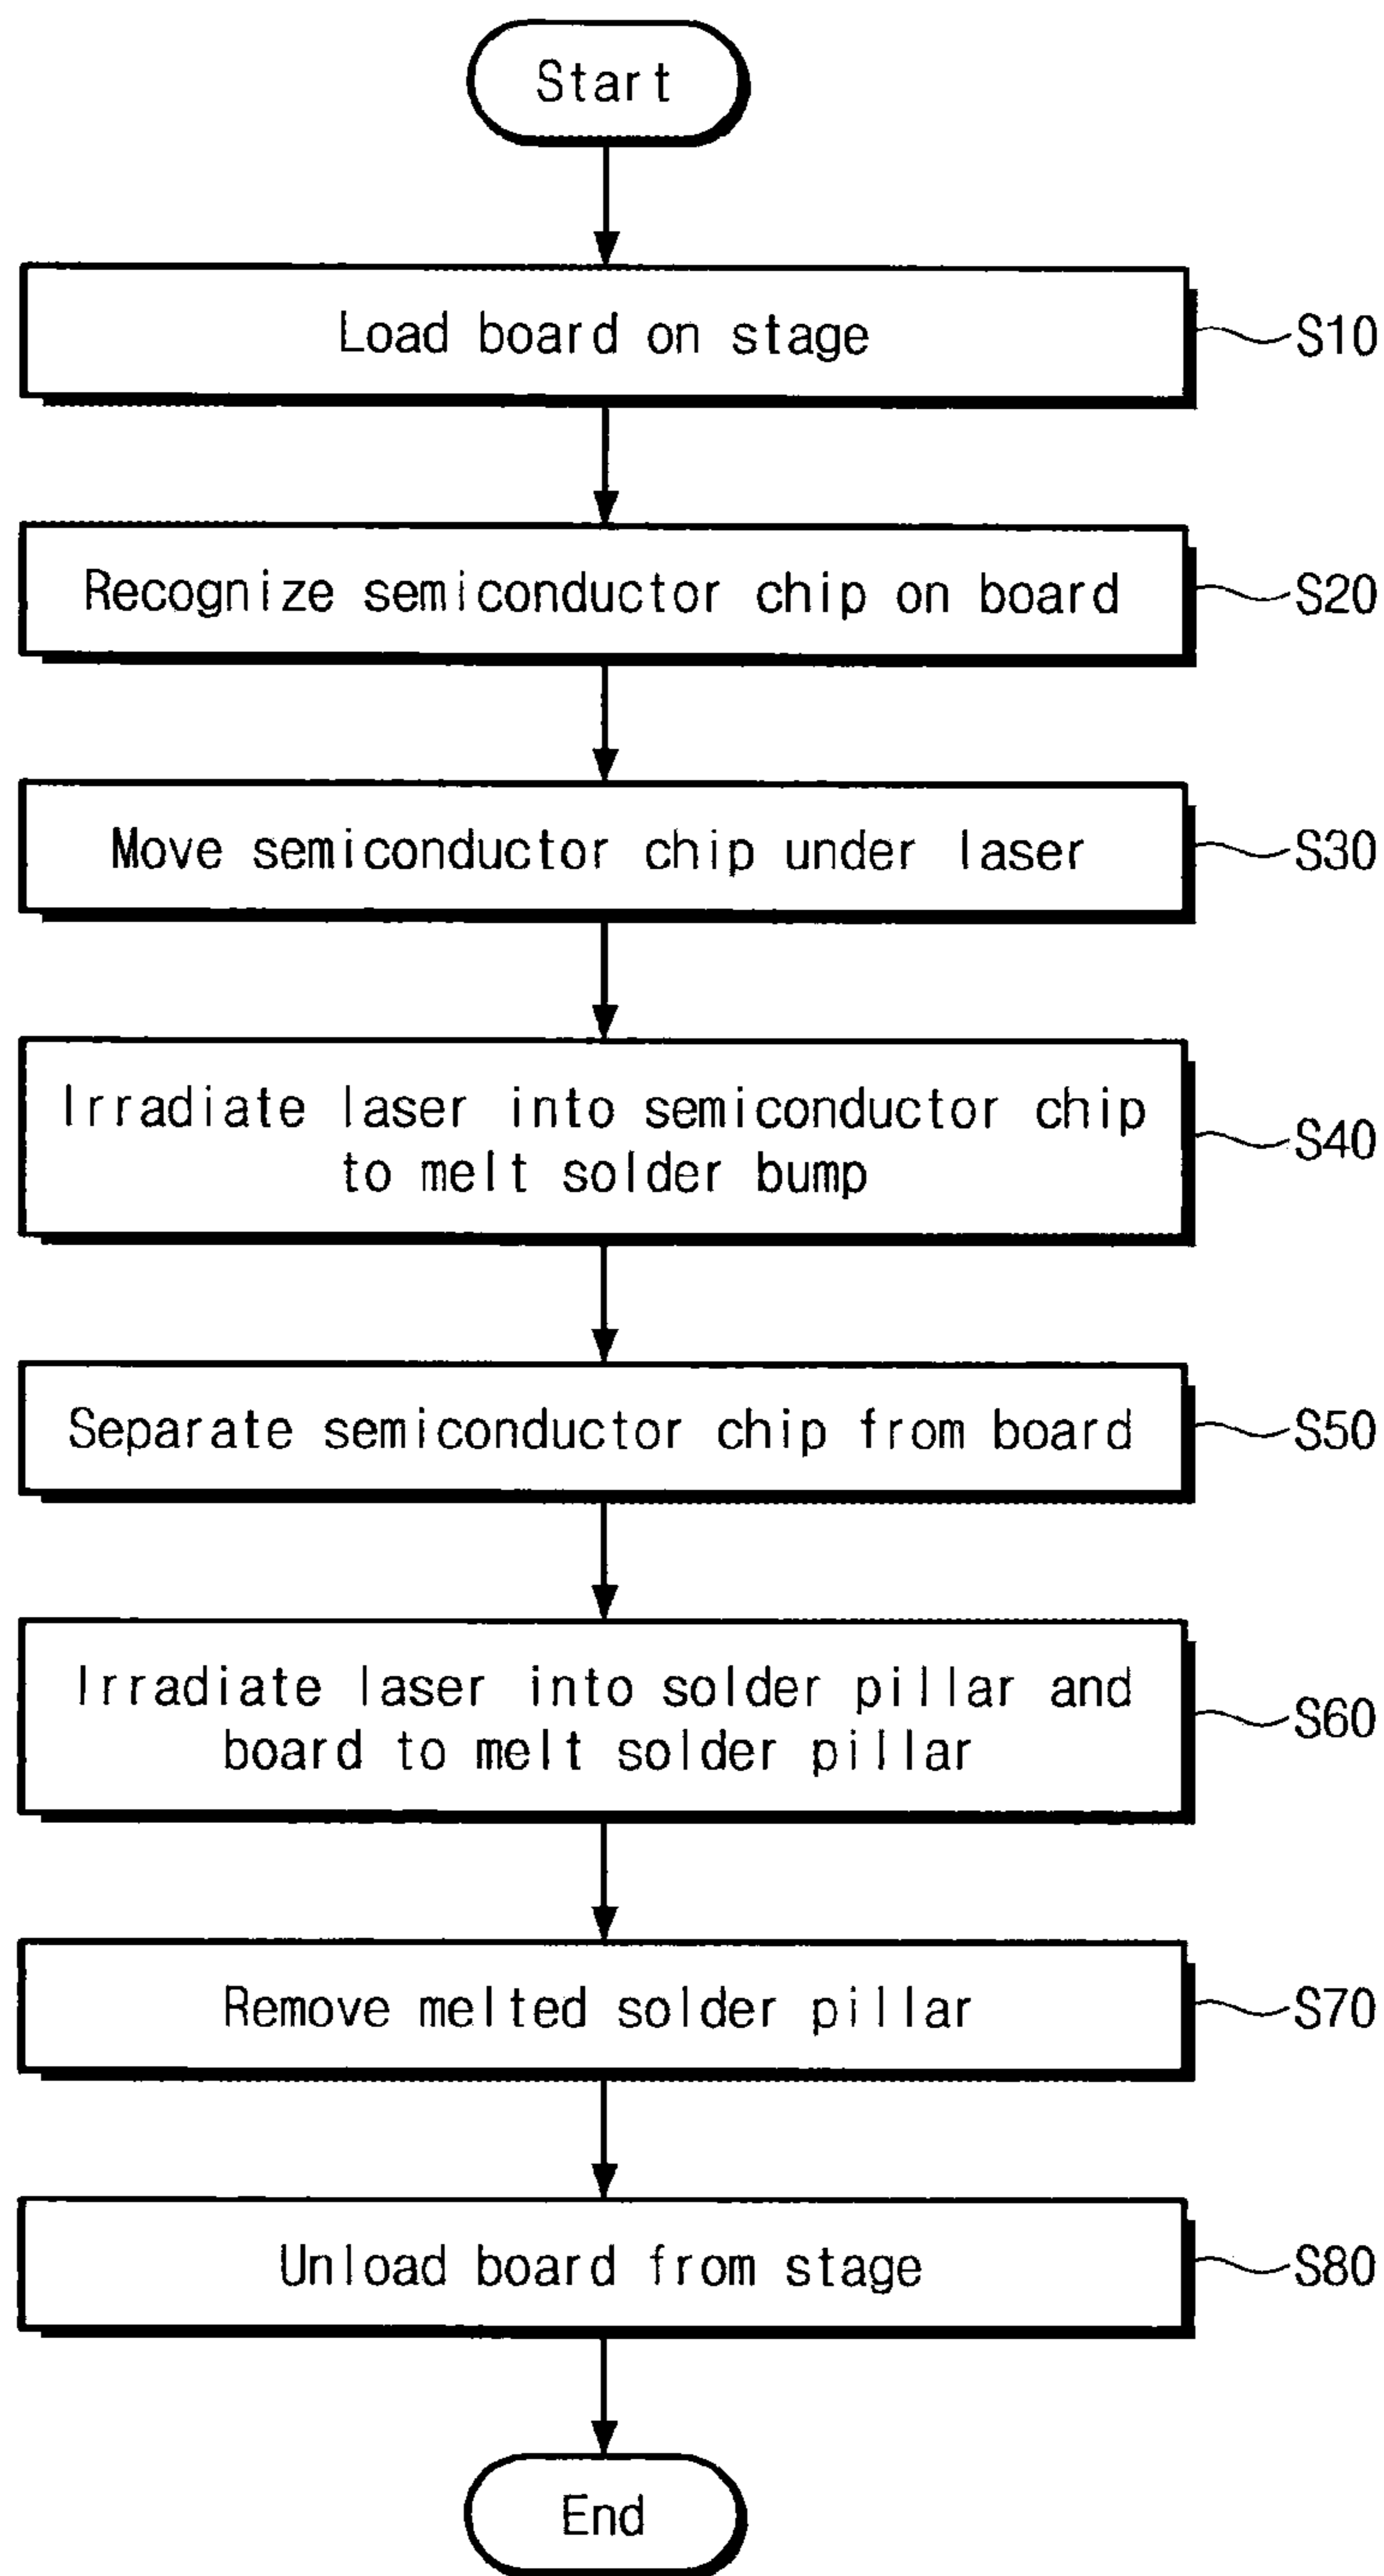 Start
Load board on stage
S10
Recognize semiconductor chip on board
S20
Move semiconductor chip under laser
S30
Irradiate laser into semiconductor chip
to melt solder bump
S40
Separate semiconductor chip from board
S50
Irradiate laser into solder pillar and
board to melt solder pillar
S60
Remove melted solder pillar
S70
Unload board from stage
S80
End